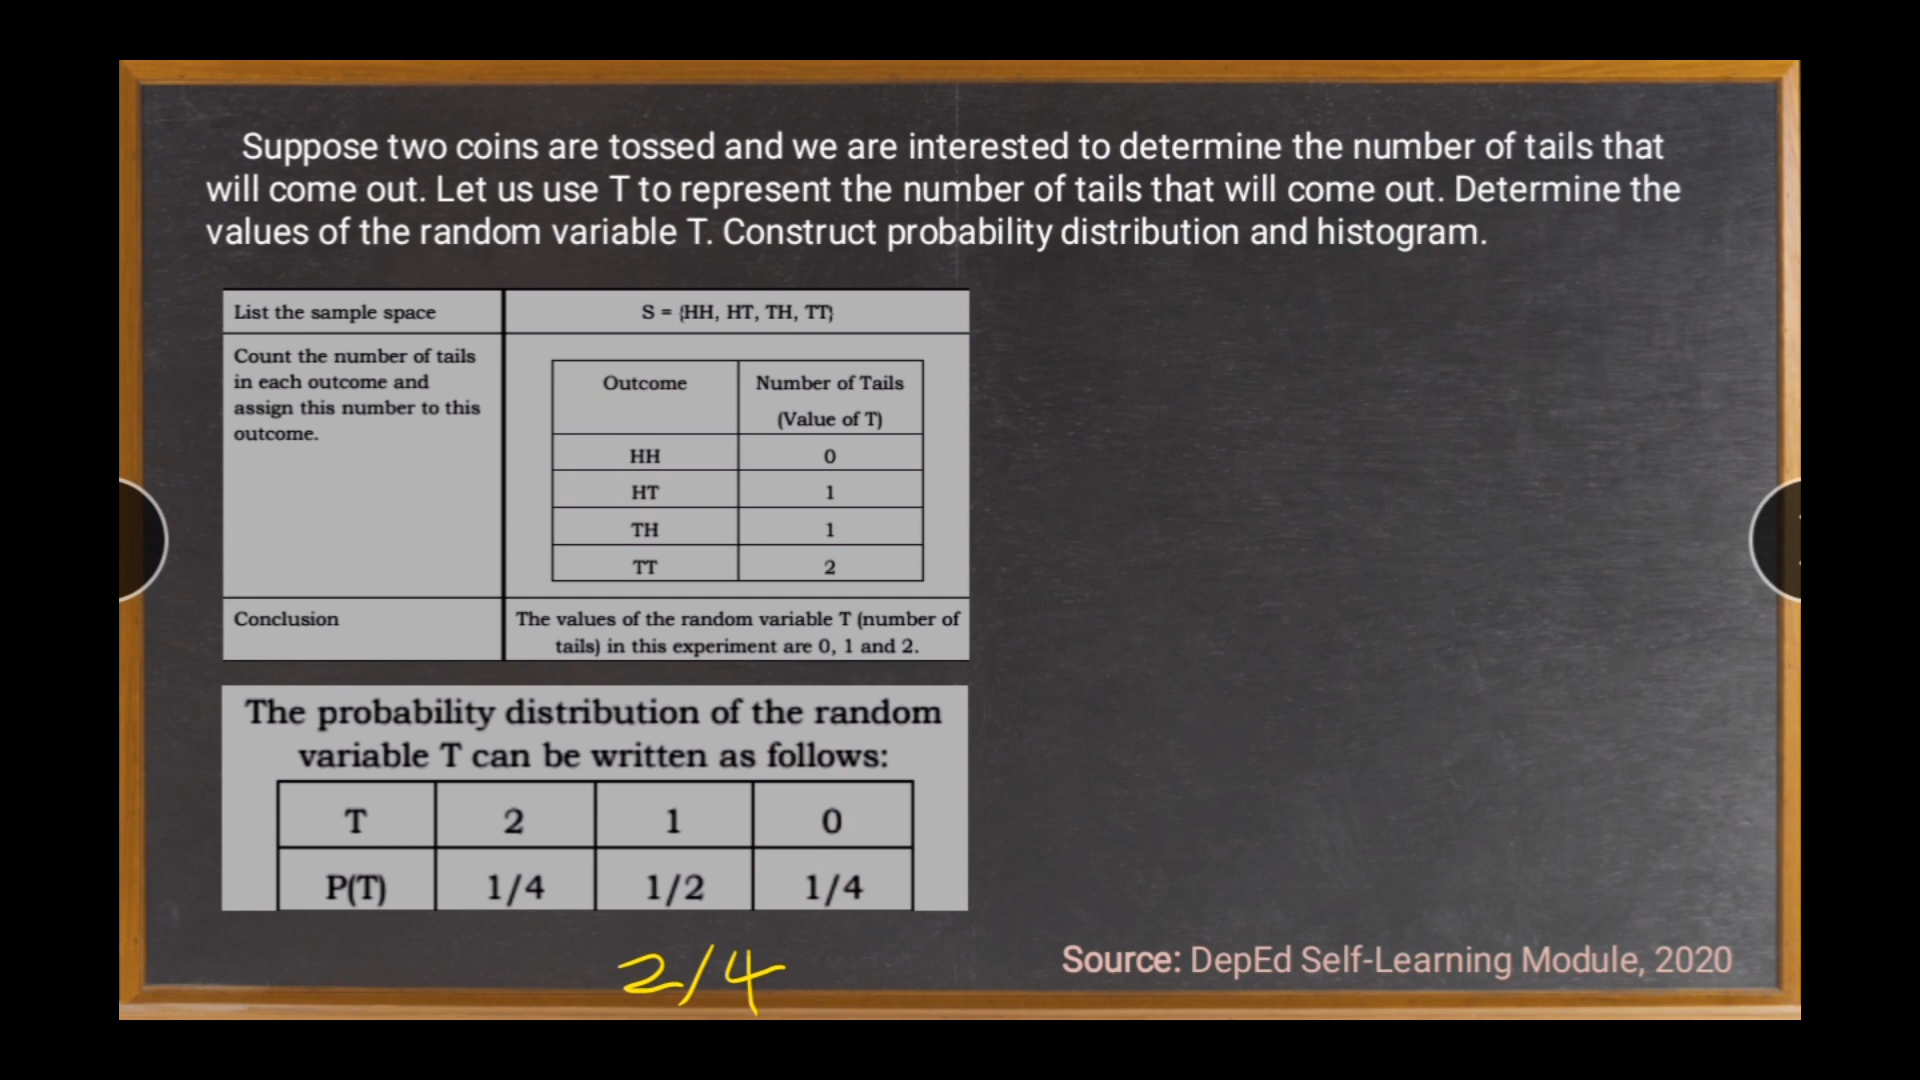 Suppose two coins are tossed and we are interested to determine the number of tails that
will come out. Let us use T to represent the number of tails that will come out. Determine the
values of the random variable T. Construct probability distribution and histogram.
List the sample space
S = {HH, HT, TH, TT}
Count the number of tails
in each outcome and
assign this number to this
outcome.
Outcome
Number of Tails
(Value of T)
HH 0
HT 1
TH 1
TT 2
Conclusion
The values of the random variable T (number of
tails) in this experiment are 0, 1 and 2.
The probability distribution of the random
variable T can be written as follows:
T 2 1 0
P(T) 1/4 1/2 1/4
2/4
Source: DepEd Self-Learning Module, 2020